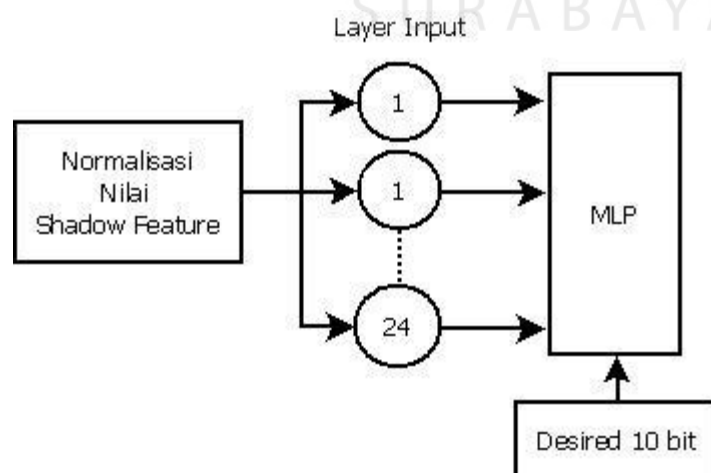 SURABAYA
Layer Input
1
Normalisasi
Nilai
Shadow Feature
1
MLP
24
Desired 10 bit